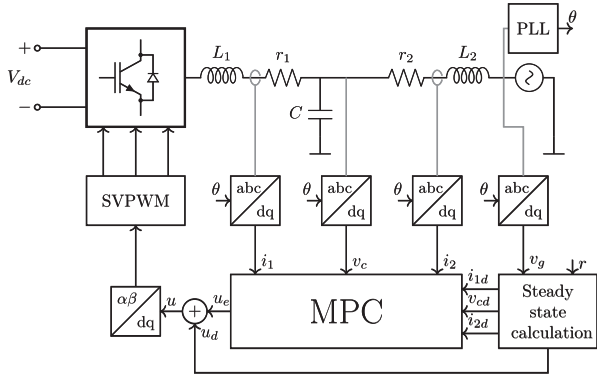 PLL
θ
+
V_dc
−
L_1
r_1
r_2
L_2
C
SVPWM
θ
abc
dq
θ
abc
dq
θ
abc
dq
θ
abc
dq
i_1
v_c
i_2
v_g
r
αβ
dq
u
+
u_e
u_d
MPC
i_1d
v_cd
i_2d
Steady
state
calculation